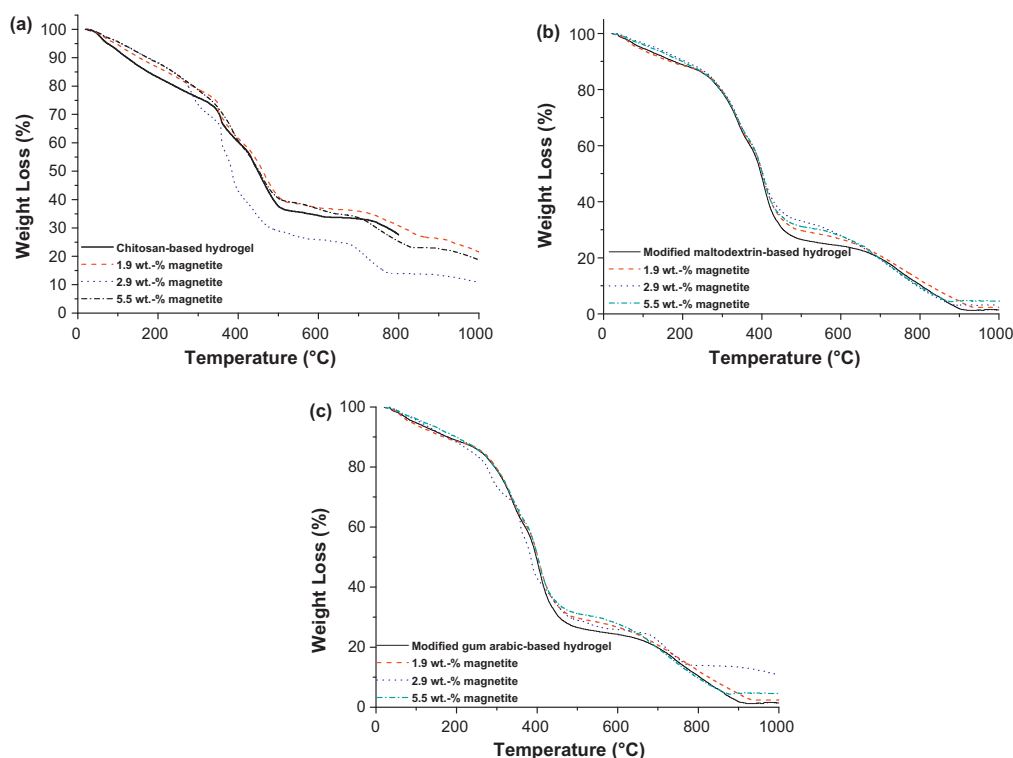 (a)
100
90
80
70
60
50
40
30
20
10
0
Weight Loss (%)
Chitosan-based hydrogel
1.9 wt.-% magnetite
2.9 wt.-% magnetite
5.5 wt.-% magnetite
0 200 400 600 800 1000
Temperature (°C)
(b)
100
80
60
40
20
0
Weight Loss (%)
Modified maltodextrin-based hydrogel
1.9 wt.-% magnetite
2.9 wt.-% magnetite
5.5 wt.-% magnetite
0 200 400 600 800 1000
Temperature (°C)
(c)
100
80
60
40
20
0
Weight Loss (%)
Modified gum arabic-based hydrogel
1.9 wt.-% magnetite
2.9 wt.-% magnetite
5.5 wt.-% magnetite
0 200 400 600 800 1000
Temperature (°C)